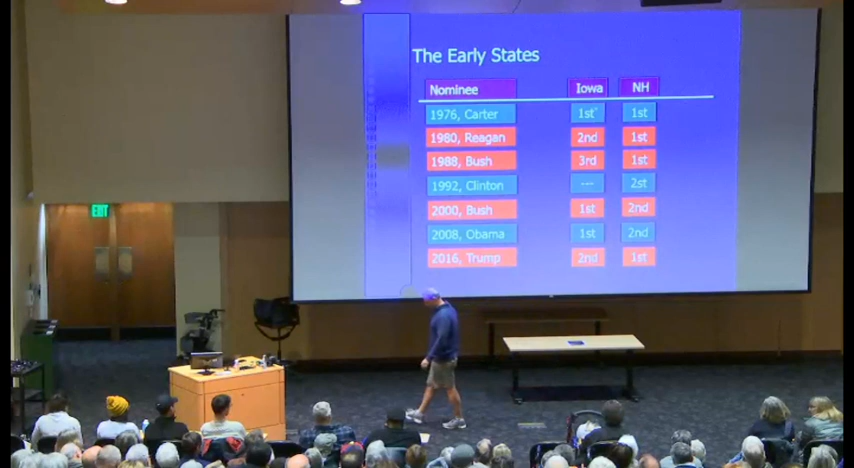 The Early States
Nominee Iowa NH
1976, Carter 1st* 1st
1980, Reagan 2nd 1st
1988, Bush 3rd 1st
1992, Clinton --- 2st
2000, Bush 1st 2nd
2008, Obama 1st 2nd
2016, Trump 2nd 1st
EXIT